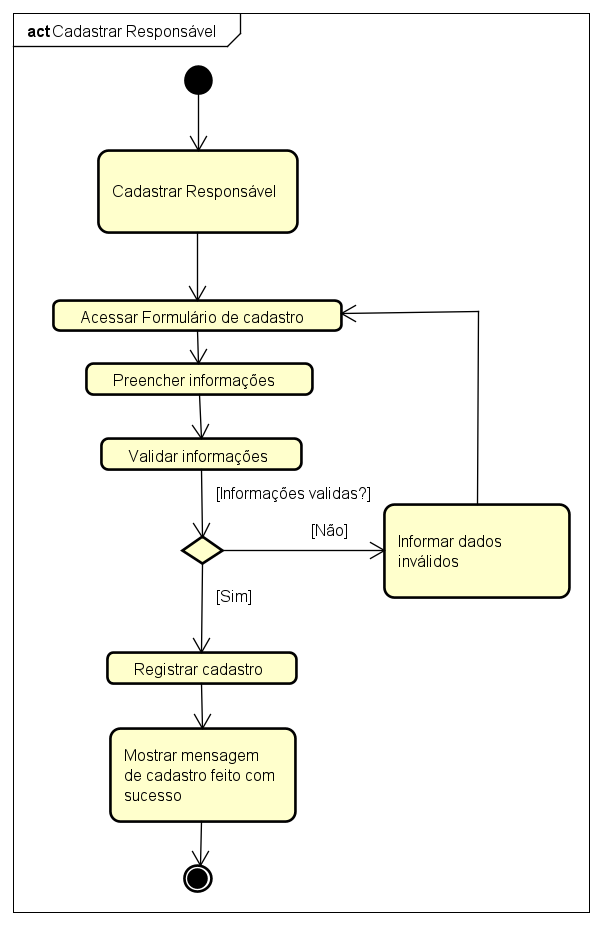 act Cadastrar Responsável
Cadastrar Responsável
Acessar Formulário de cadastro
Preencher informações
Validar informações
[Informações validas?]
[Não]
Informar dados
inválidos
[Sim]
Registrar cadastro
Mostrar mensagem
de cadastro feito com
sucesso